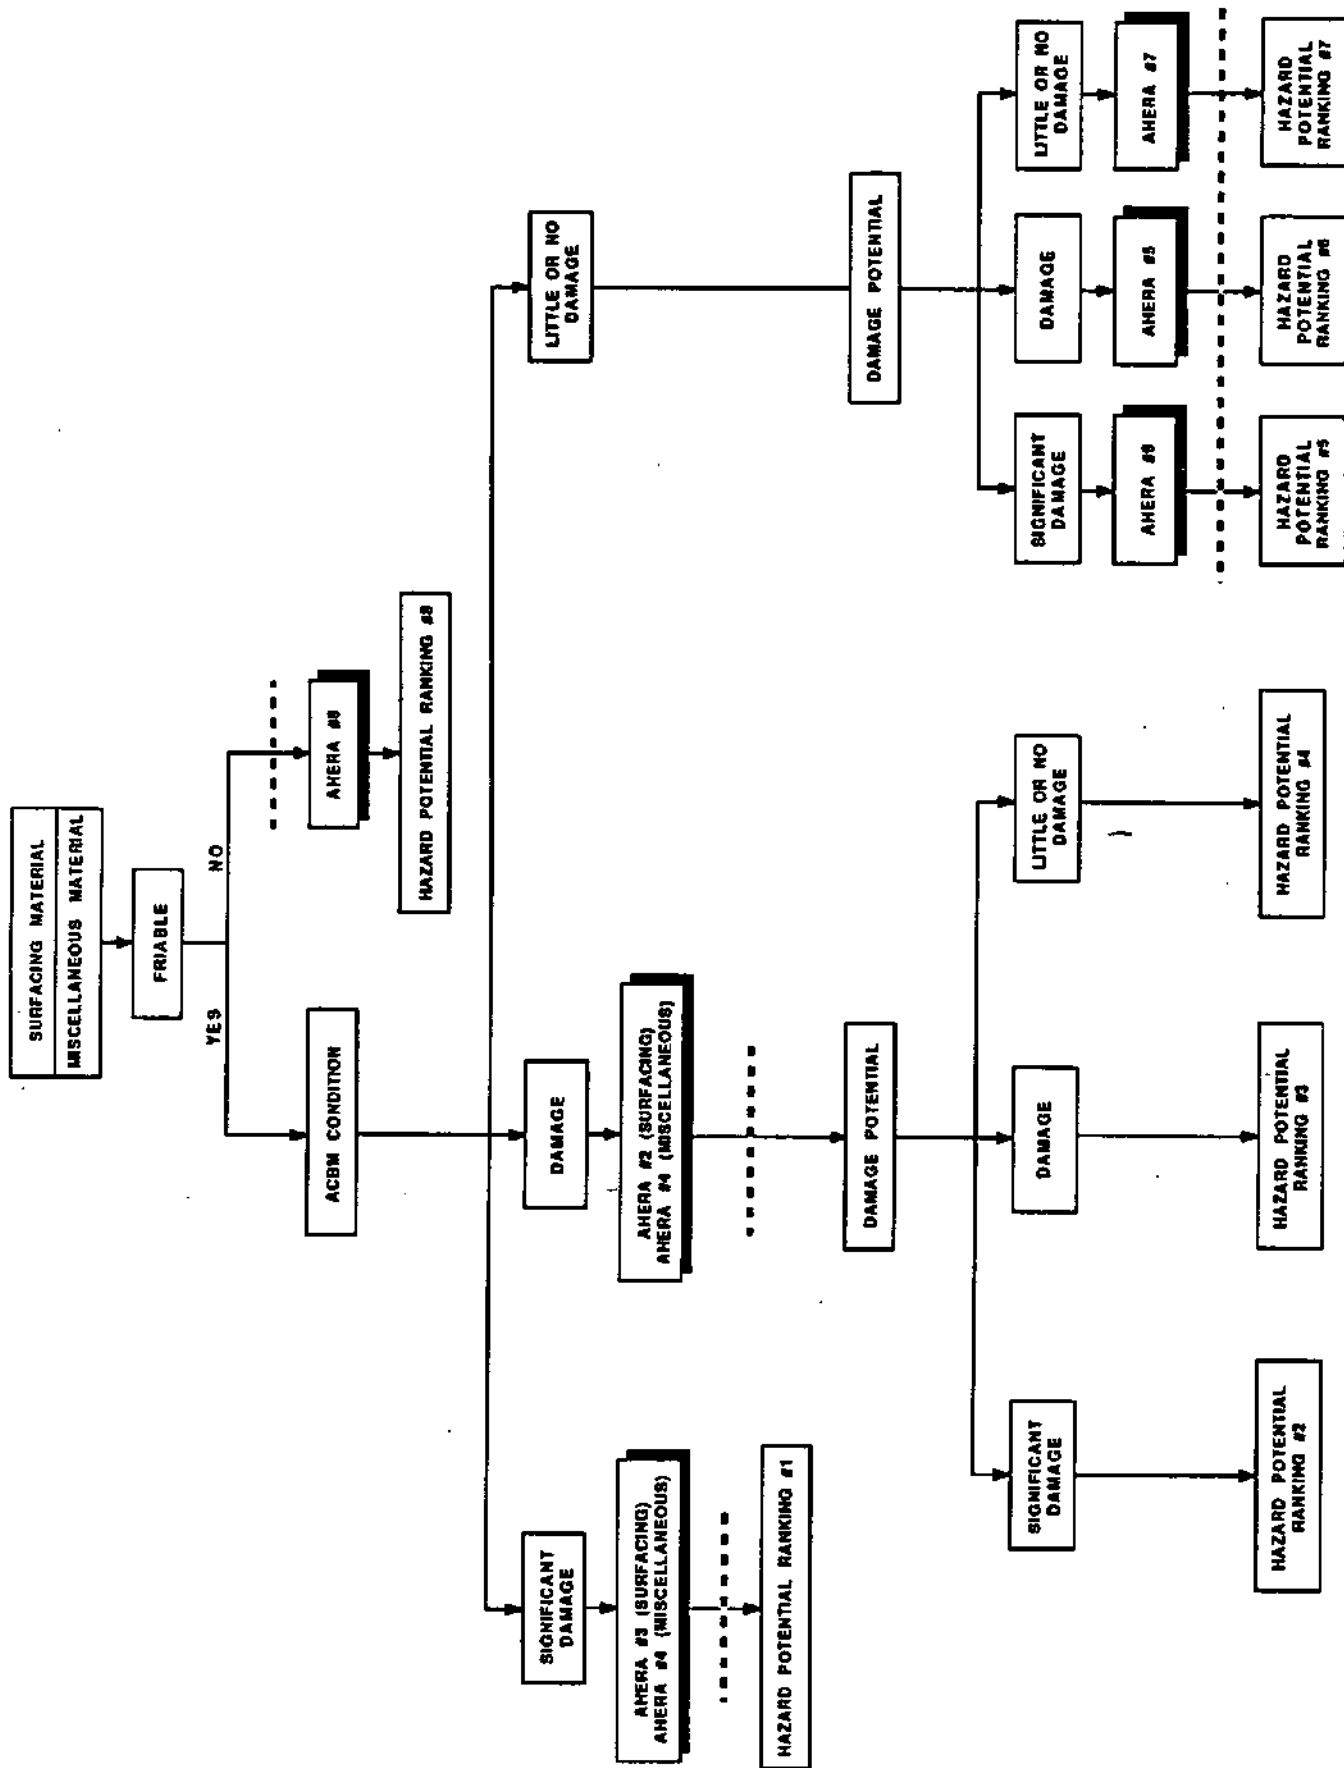 SURFACING MATERIAL
MISCELLANEOUS MATERIAL
FRIABLE
YES
NO
ACBM CONDITION
AHERA #8
HAZARD POTENTIAL RANKING #8
SIGNIFICANT
DAMAGE
DAMAGE
LITTLE OR NO
DAMAGE
AHERA #3 (SURFACING)
AHERA #4 (MISCELLANEOUS)
AHERA #2 (SURFACING)
AHERA #4 (MISCELLANEOUS)
HAZARD POTENTIAL RANKING #1
DAMAGE POTENTIAL
DAMAGE POTENTIAL
SIGNIFICANT
DAMAGE
DAMAGE
LITTLE OR NO
DAMAGE
SIGNIFICANT
DAMAGE
DAMAGE
LITTLE OR NO
DAMAGE
AHERA #6
AHERA #5
AHERA #7
HAZARD POTENTIAL
RANKING #2
HAZARD POTENTIAL
RANKING #3
HAZARD POTENTIAL
RANKING #4
HAZARD
POTENTIAL
RANKING #5
HAZARD
POTENTIAL
RANKING #6
HAZARD
POTENTIAL
RANKING #7